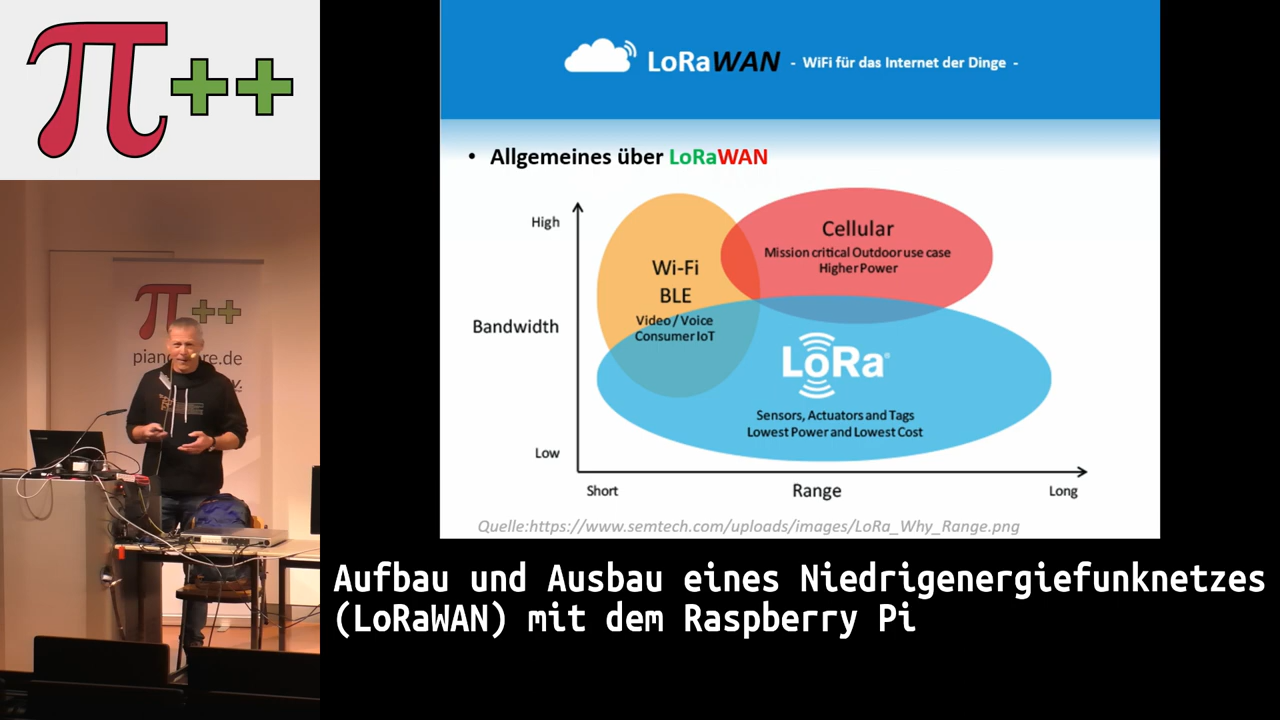 π++
LoRaWAN - WiFi für das Internet der Dinge -
• Allgemeines über LoRaWAN
High
Bandwidth
Low
Wi-Fi
BLE
Video / Voice
Consumer IoT
Cellular
Mission critical Outdoor use case
Higher Power
LoRa®
Sensors, Actuators and Tags
Lowest Power and Lowest Cost
Short
Range
Long
Quelle:https://www.semtech.com/uploads/images/LoRa_Why_Range.png
π++
Aufbau und Ausbau eines Niedrigenergiefunknetzes
(LoRaWAN) mit dem Raspberry Pi